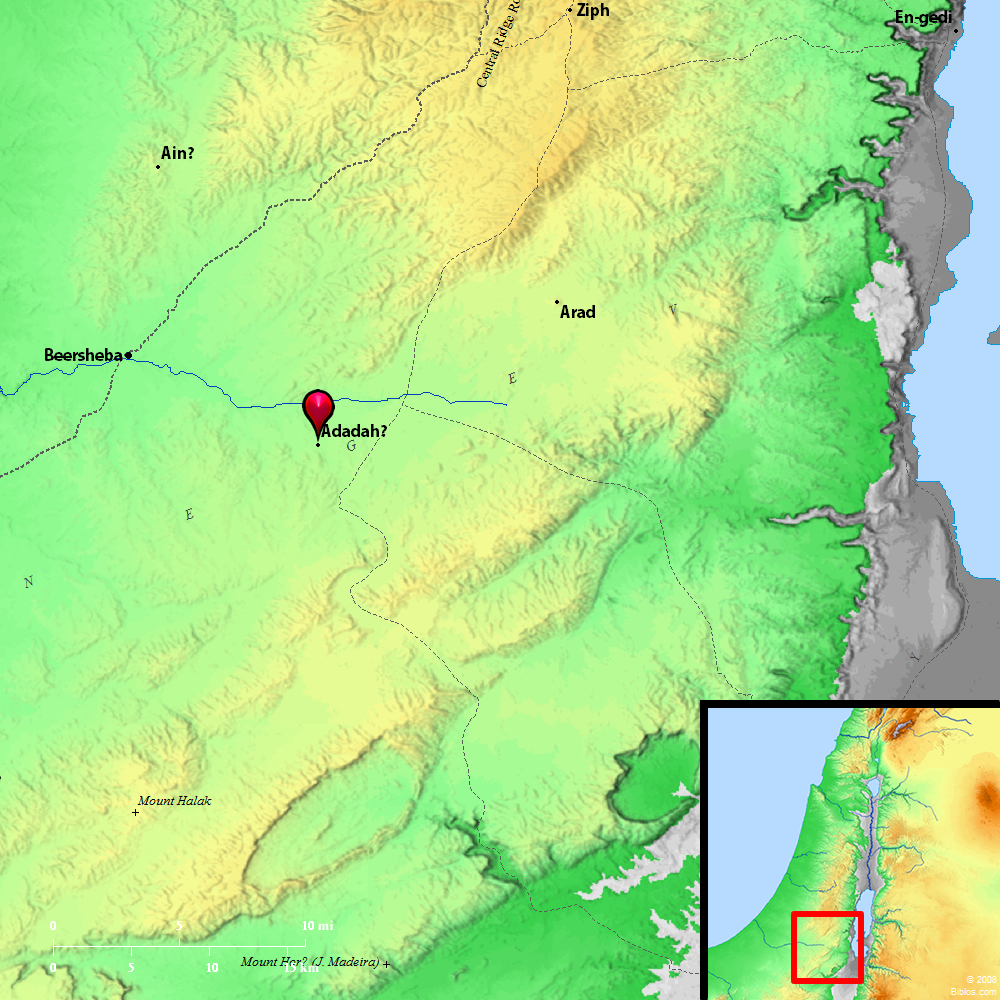 Ziph
En-gedi
Central Ridge
Ain?
Arad
V
Beersheba
E
Adadah?
G
E
N
Mount Halak
0 5 10 mi
0 5 10 15 km
Mount Hor? (J. Madeira)
© 2008
Biblos.com